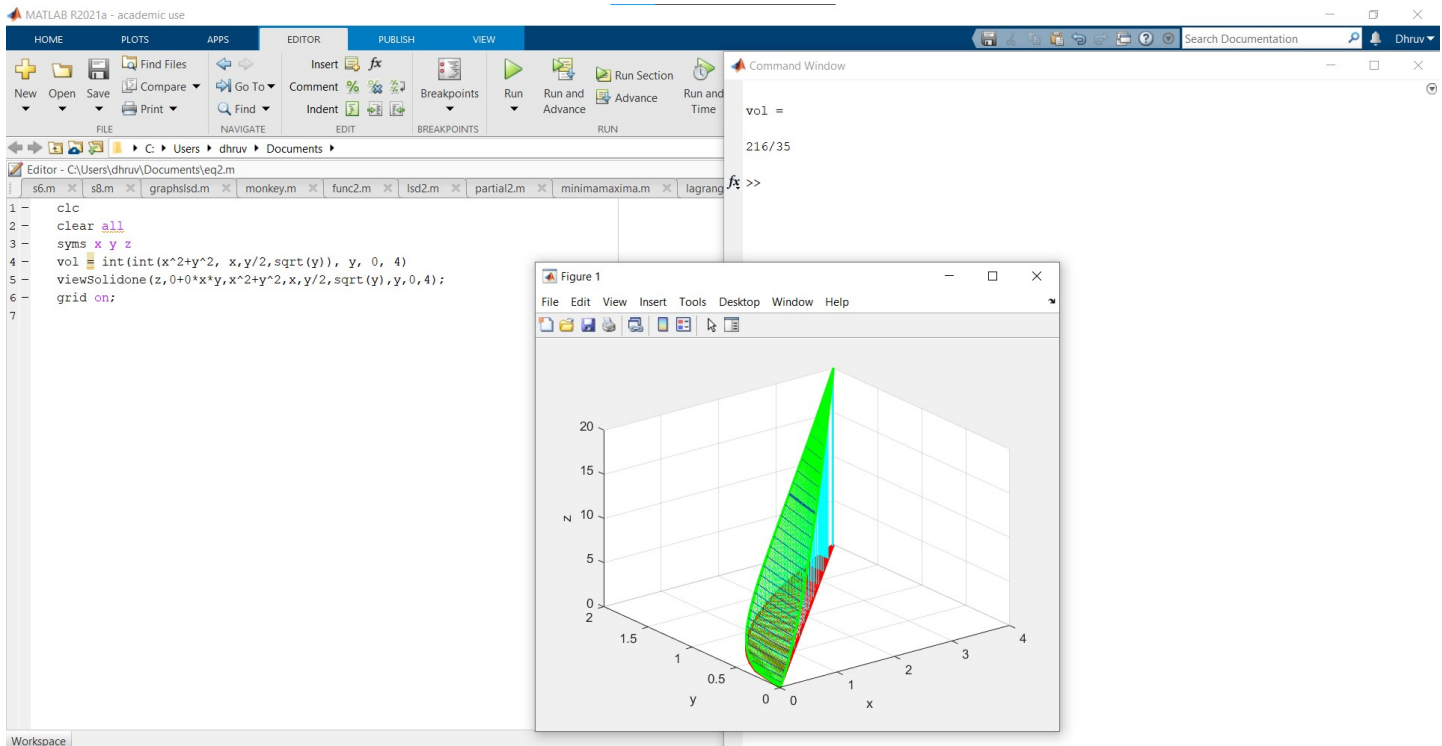 MATLAB R2021a - academic use
HOME PLOTS APPS EDITOR PUBLISH VIEW
Search Documentation
Dhruv
New Open Save
Find Files
Compare
Print
FILE
Go To
Find
NAVIGATE
Insert fx
Comment
Indent
EDIT
Breakpoints
BREAKPOINTS
Run
Run and
Advance
Run Section
Advance
Run and
Time
RUN
C: Users dhruv Documents
Editor - C:\Users\dhruv\Documents\eq2.m
s6.m s8.m graphslsd.m monkey.m func2.m lsd2.m partial2.m minimamaxima.m lagrang
1 clc
2 clear all
3 syms x y z
4 vol = int(int(x^2+y^2, x,y/2,sqrt(y)), y, 0, 4)
5 viewSolidone(z,0+0*x*y,x^2+y^2,x,y/2,sqrt(y),y,0,4);
6 grid on;
7
Workspace
Command Window
vol =
216/35
fx >>
Figure 1
File Edit View Insert Tools Desktop Window Help
20
15
10
5
0
z
2
1.5
1
0.5
0
y
0
1
2
3
4
x